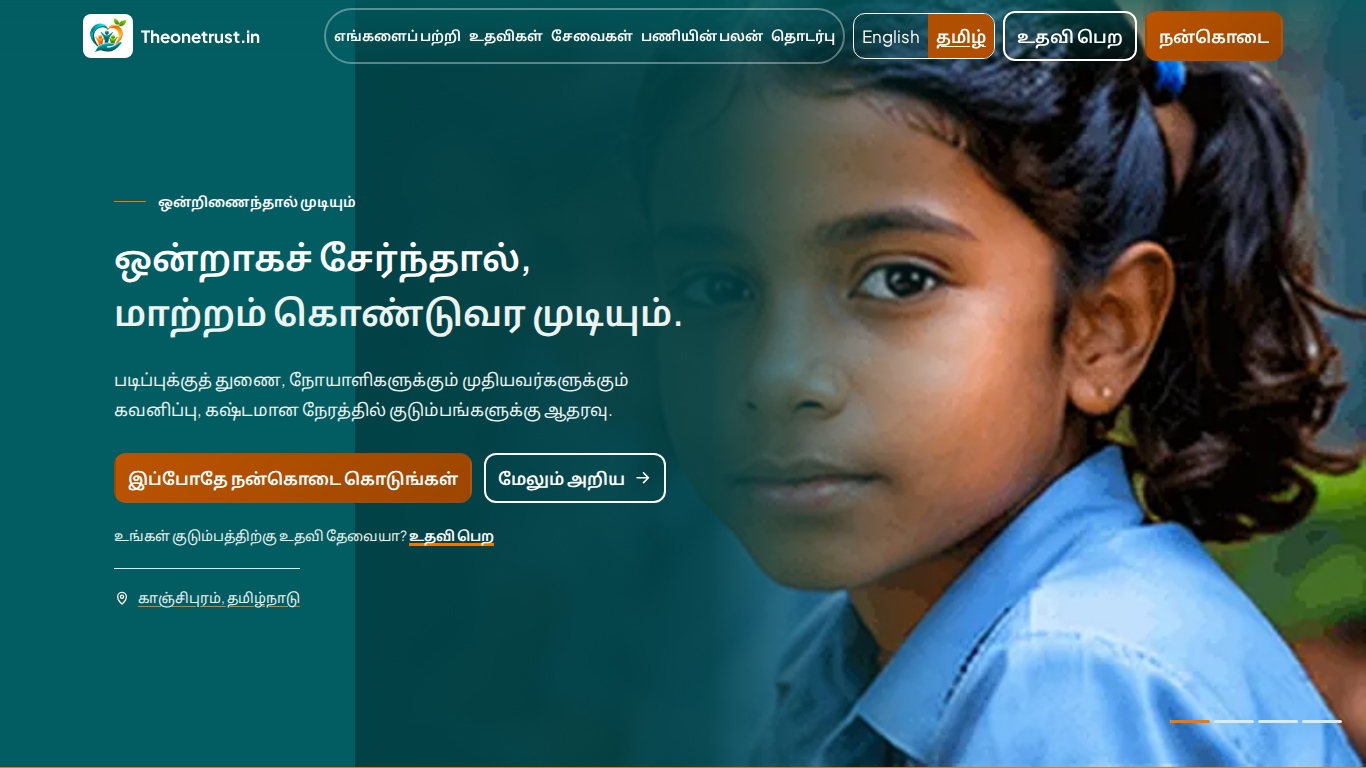 Theonetrust.in
எங்களைப் பற்றி உதவிகள் சேவைகள் பணியின் பலன் தொடர்பு
English தமிழ்
உதவி பெற
நன்கொடை
ஒன்றிணைந்தால் முடியும்
ஒன்றாகச் சேர்ந்தால்,
மாற்றம் கொண்டுவர முடியும்.
படிப்புக்குத் துணை, நோயாளிகளுக்கும் முதியவர்களுக்கும்
கவனிப்பு, கஷ்டமான நேரத்தில் குடும்பங்களுக்கு ஆதரவு.
இப்போதே நன்கொடை கொடுங்கள்
மேலும் அறிய →
உங்கள் குடும்பத்திற்கு உதவி தேவையா? உதவி பெற
காஞ்சிபுரம், தமிழ்நாடு